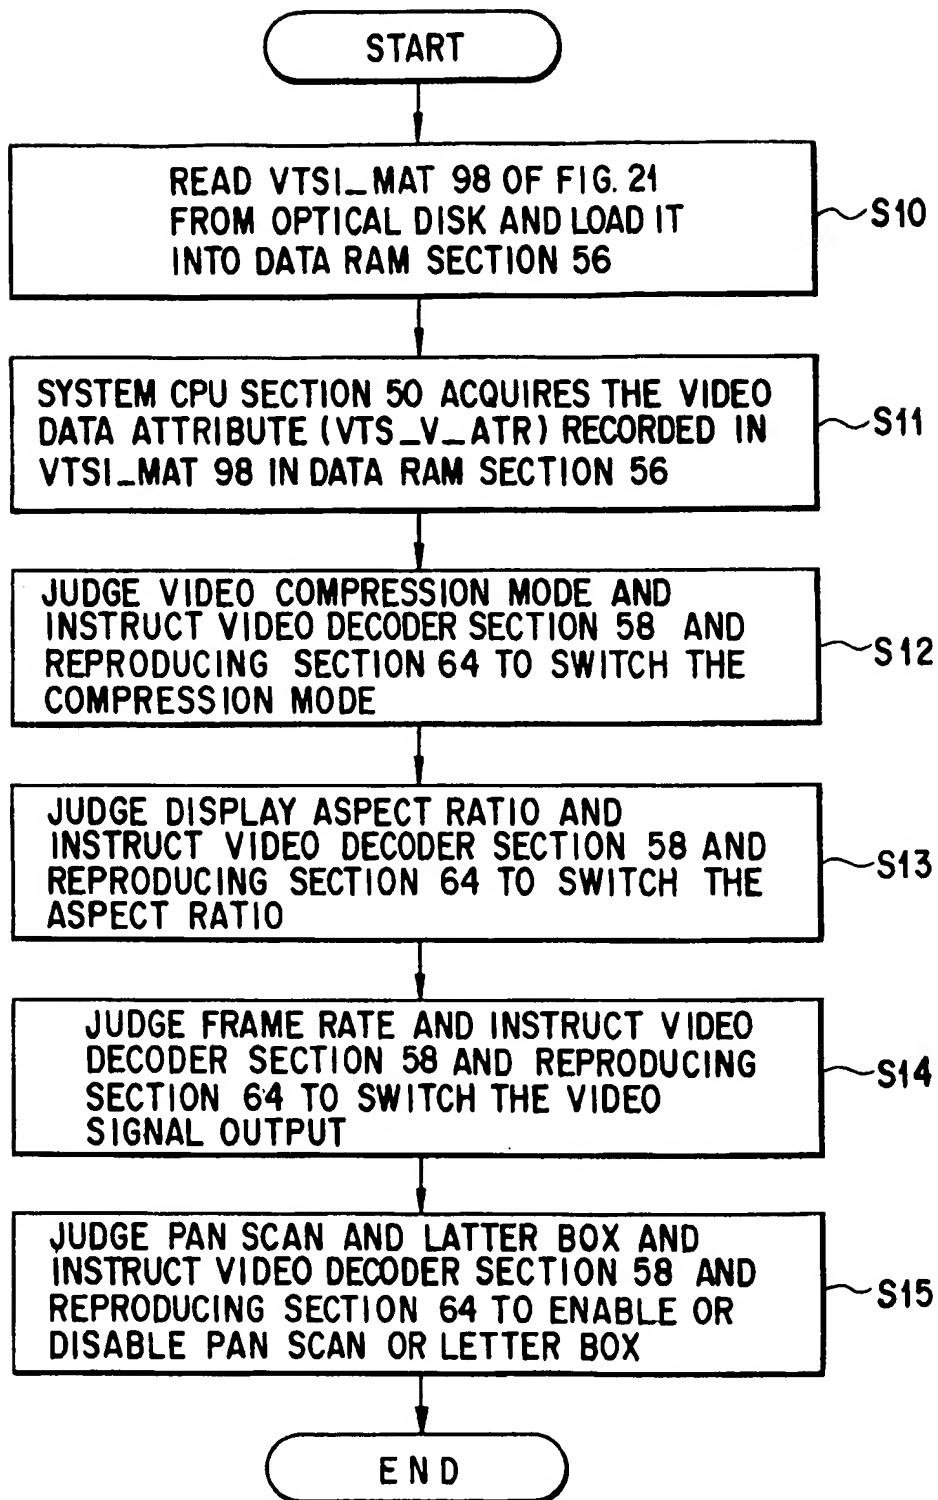 START
READ VTSI_MAT 98 OF FIG. 21
FROM OPTICAL DISK AND LOAD IT
INTO DATA RAM SECTION 56
S10
SYSTEM CPU SECTION 50 ACQUIRES THE VIDEO
DATA ATTRIBUTE (VTS_V_ATR) RECORDED IN
VTSI_MAT 98 IN DATA RAM SECTION 56
S11
JUDGE VIDEO COMPRESSION MODE AND
INSTRUCT VIDEO DECODER SECTION 58 AND
REPRODUCING SECTION 64 TO SWITCH THE
COMPRESSION MODE
S12
JUDGE DISPLAY ASPECT RATIO AND
INSTRUCT VIDEO DECODER SECTION 58 AND
REPRODUCING SECTION 64 TO SWITCH THE
ASPECT RATIO
S13
JUDGE FRAME RATE AND INSTRUCT VIDEO
DECODER SECTION 58 AND REPRODUCING
SECTION 64 TO SWITCH THE VIDEO
SIGNAL OUTPUT
S14
JUDGE PAN SCAN AND LATTER BOX AND
INSTRUCT VIDEO DECODER SECTION 58 AND
REPRODUCING SECTION 64 TO ENABLE OR
DISABLE PAN SCAN OR LETTER BOX
S15
END